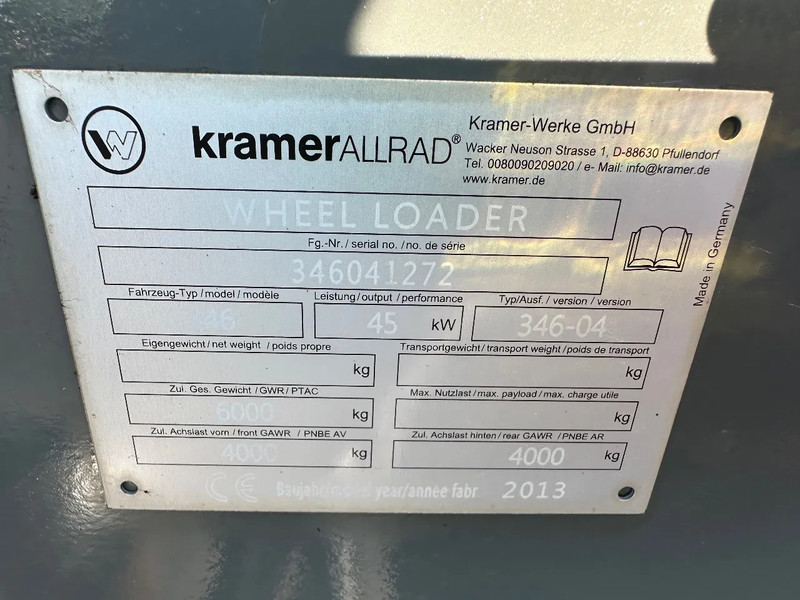 W
kramerALLRAD®
Kramer-Werke GmbH
Wacker Neuson Strasse 1, D-88630 Pfullendorf
Tel. 0080090209020 / e- Mail: info@kramer.de
www.kramer.de
WHEEL LOADER
Fg.-Nr./ serial no. / no. de série
346041272
Made in Germany
Fahrzeug-Typ / model / modèle
Leistung / output / performance
45 kW
Typ/Ausf. / version / version
346-04
Eigengewicht / net weight / poids propre
kg
Transportgewicht / transport weight / poids de transport
kg
Zul. Ges. Gewicht / GWR / PTAC
6000 kg
Max. Nutzlast / max. payload / max. charge utile
kg
Zul. Achslast vorn / front GAWR / PNBE AV
4000 kg
Zul. Achslast hinten / rear GAWR / PNBE AR
4000 kg
CE year/année fabr. 2013